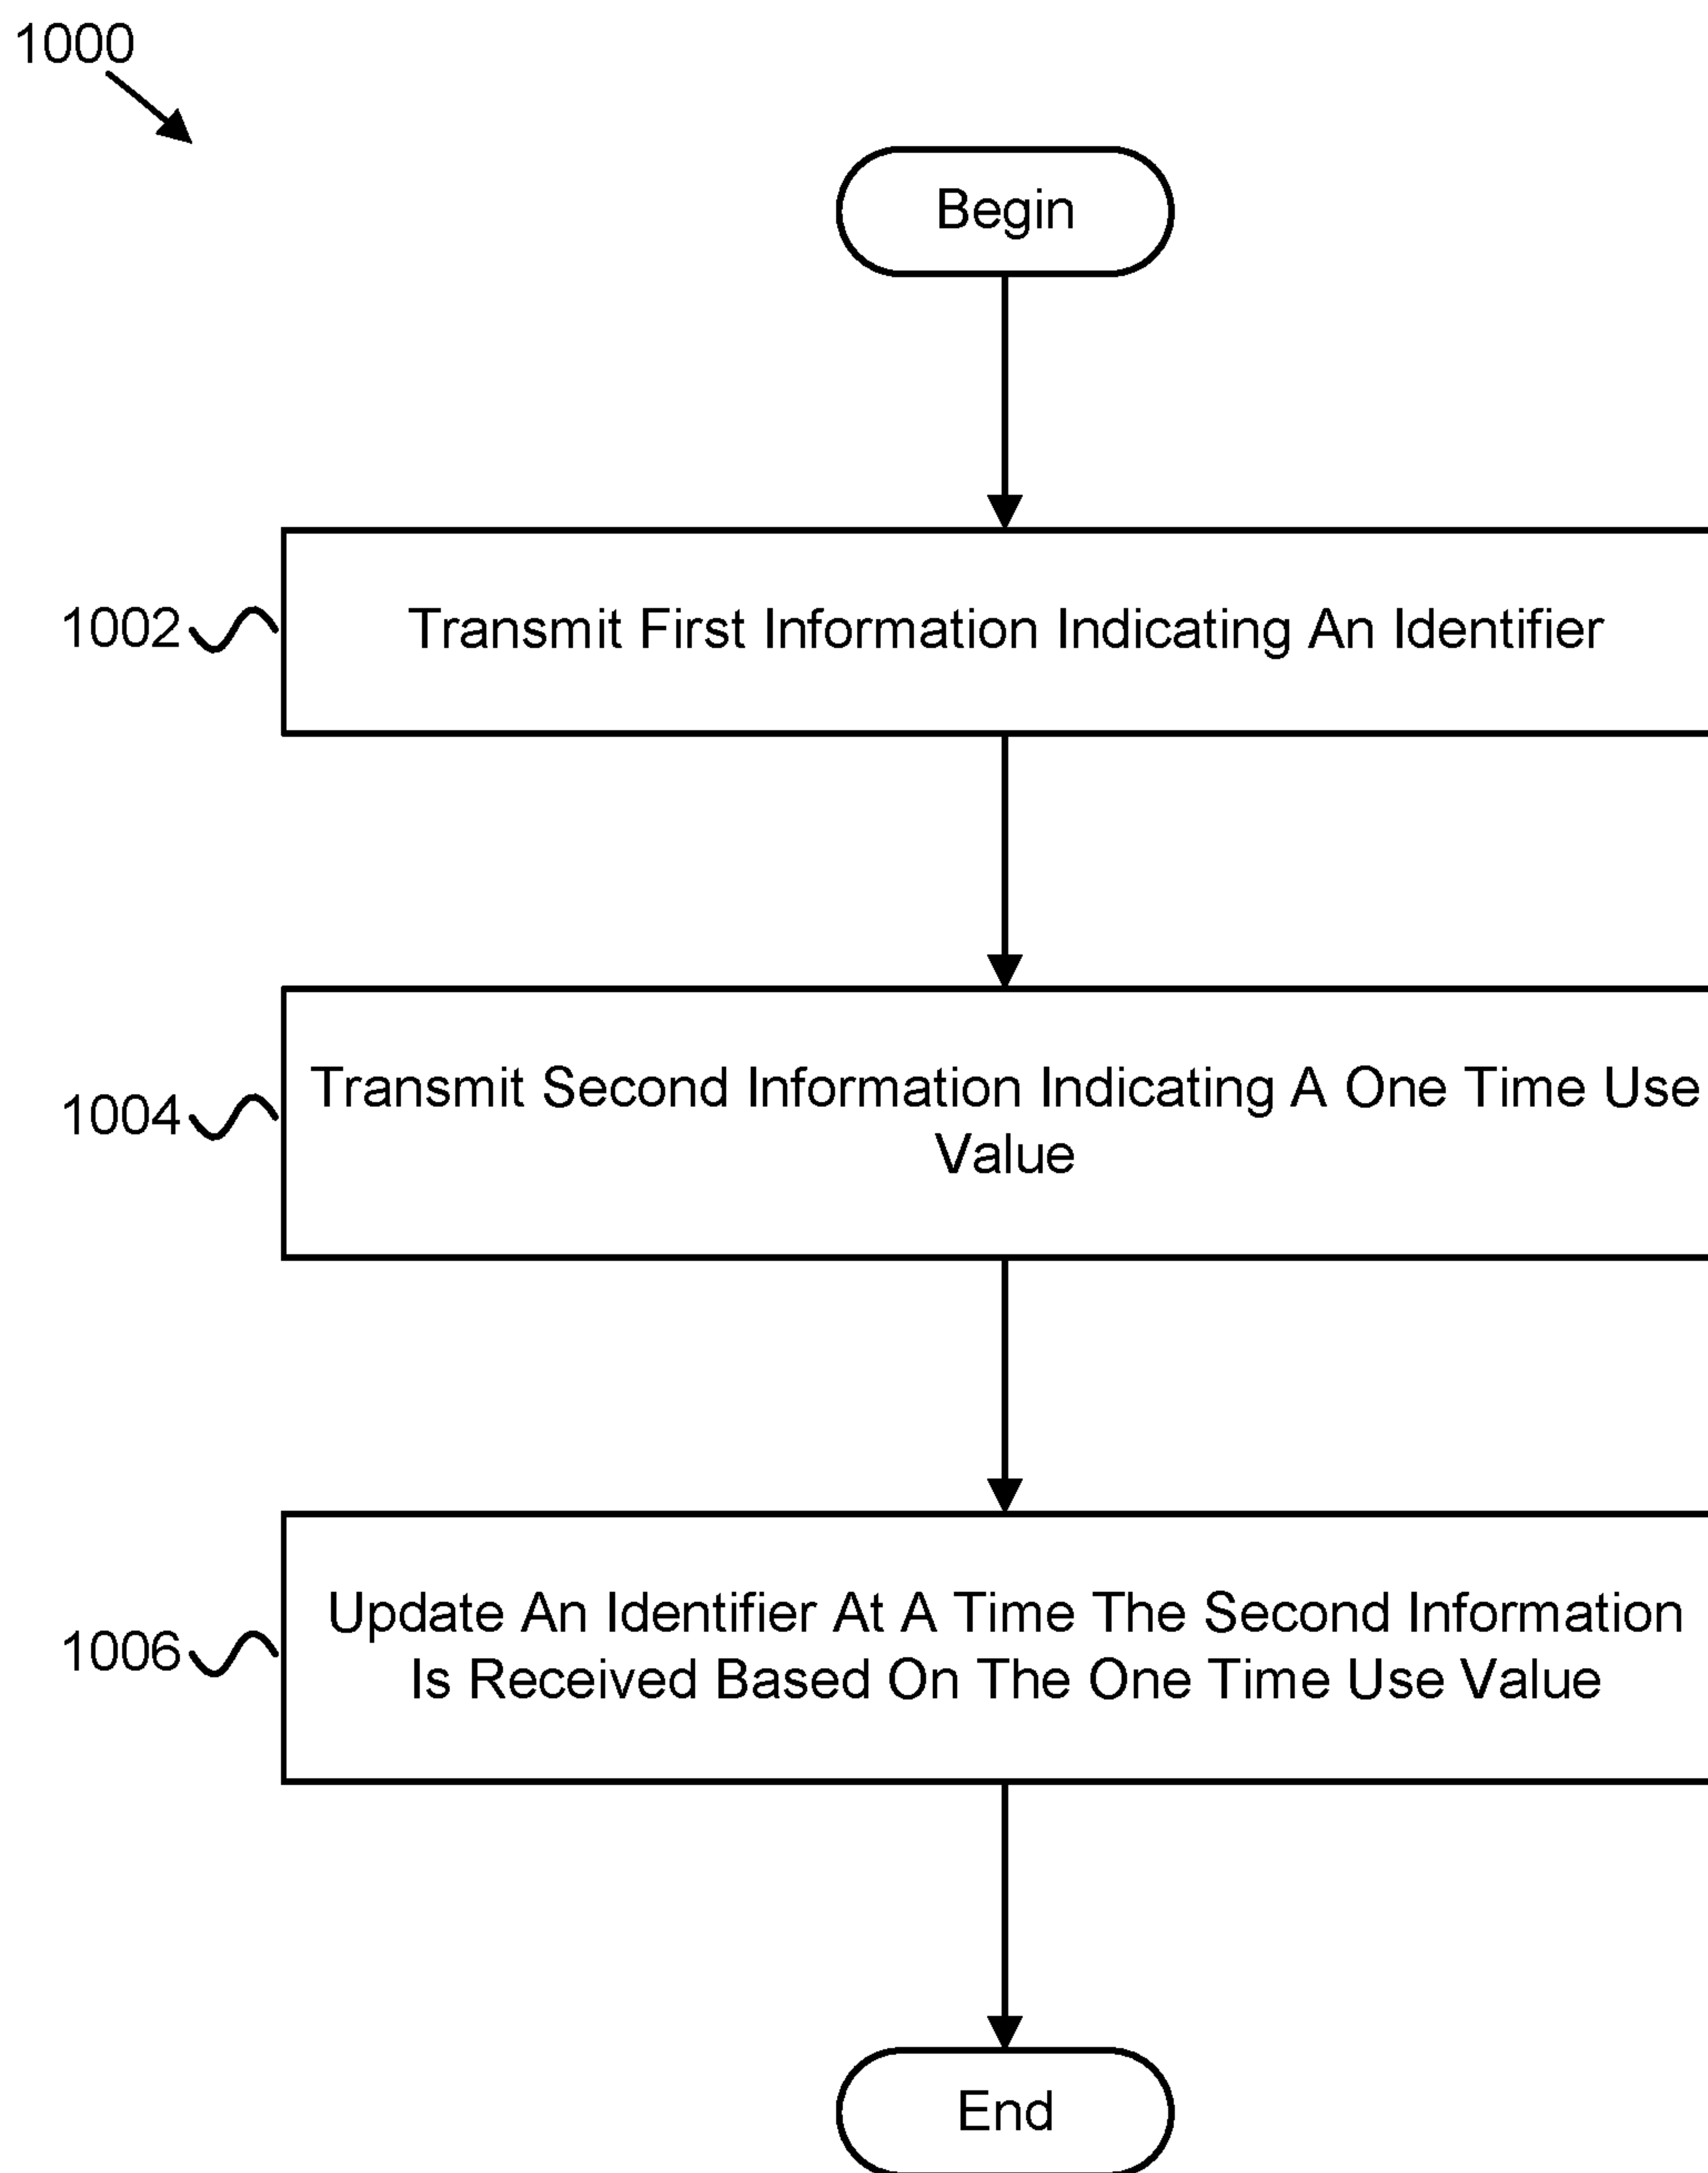 1000
Begin
1002
Transmit First Information Indicating An Identifier
1004
Transmit Second Information Indicating A One Time Use
Value
1006
Update An Identifier At A Time The Second Information
Is Received Based On The One Time Use Value
End